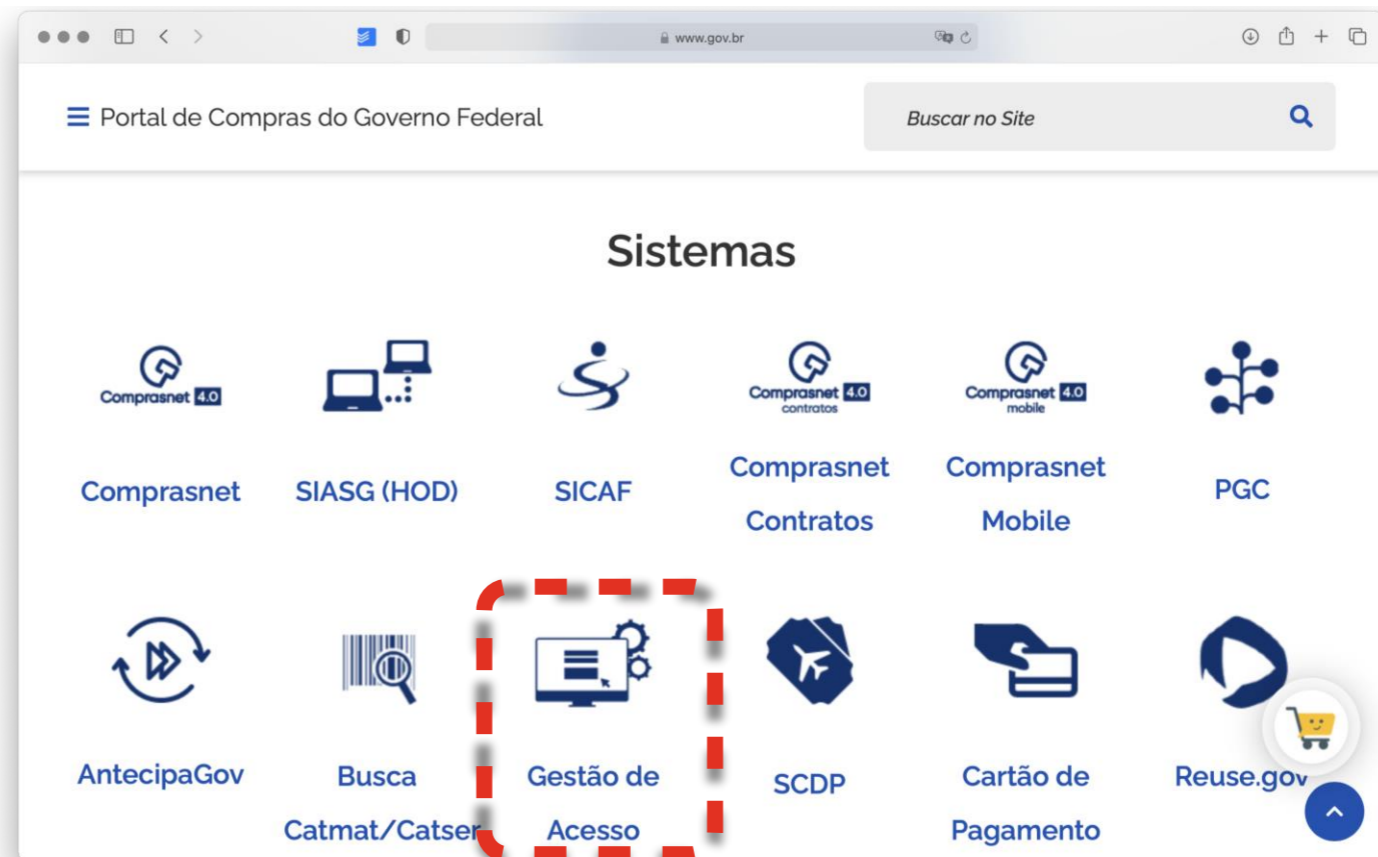 www.gov.br
Portal de Compras do Governo Federal
Buscar no Site
Sistemas
Comprasnet 4.0
Comprasnet 4.0
contratos
Comprasnet 4.0
mobile
Comprasnet
SIASG (HOD)
SICAF
Comprasnet
Contratos
Comprasnet
Mobile
PGC
AntecipaGov
Busca
Catmat/Catser
Gestão de
Acesso
SCDP
Cartão de
Pagamento
Reuse.gov